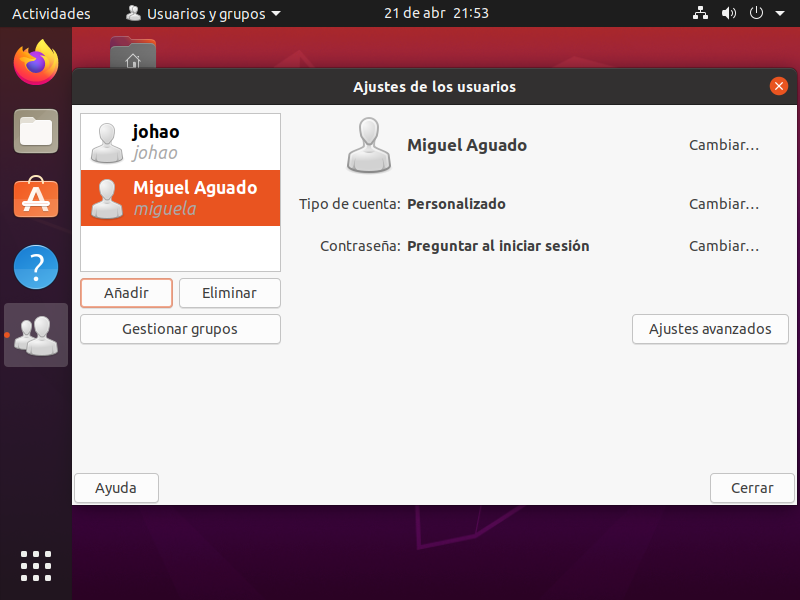 Actividades Usuarios y grupos 21 de abr 21:53
Ajustes de los usuarios
johao
johao
Miguel Aguado
miguela
Añadir Eliminar
Gestionar grupos
Miguel Aguado Cambiar...
Tipo de cuenta: Personalizado Cambiar...
Contraseña: Preguntar al iniciar sesión Cambiar...
Ajustes avanzados
Ayuda Cerrar